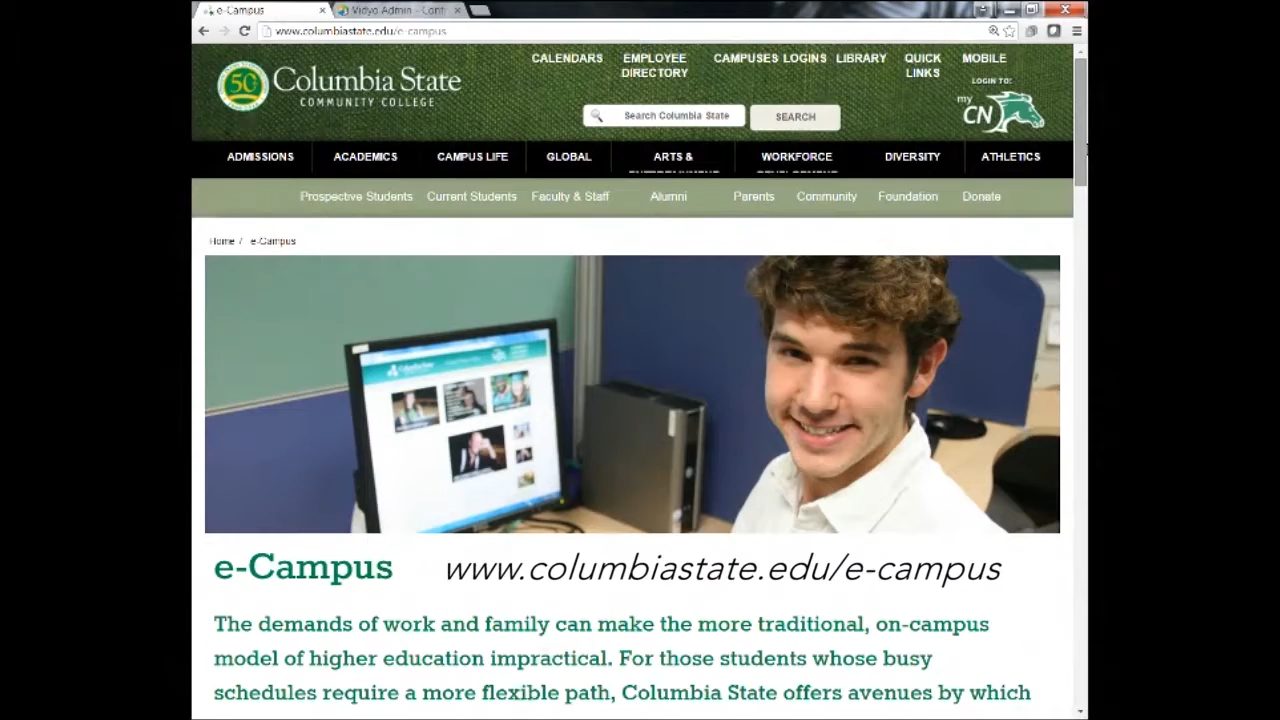 e-Campus
Vidyo Admin - Conf
www.columbiastate.edu/e-campus
50
Columbia State
COMMUNITY COLLEGE
CALENDARS
EMPLOYEE
DIRECTORY
CAMPUSES
LOGINS
LIBRARY
QUICK
LINKS
MOBILE
LOGIN TO:
my
CN
Search Columbia State
SEARCH
ADMISSIONS
ACADEMICS
CAMPUS LIFE
GLOBAL
ARTS &
WORKFORCE
DIVERSITY
ATHLETICS
Prospective Students
Current Students
Faculty & Staff
Alumni
Parents
Community
Foundation
Donate
Home / e-Campus
e-Campus
www.columbiastate.edu/e-campus
The demands of work and family can make the more traditional, on-campus
model of higher education impractical. For those students whose busy
schedules require a more flexible path, Columbia State offers avenues by which